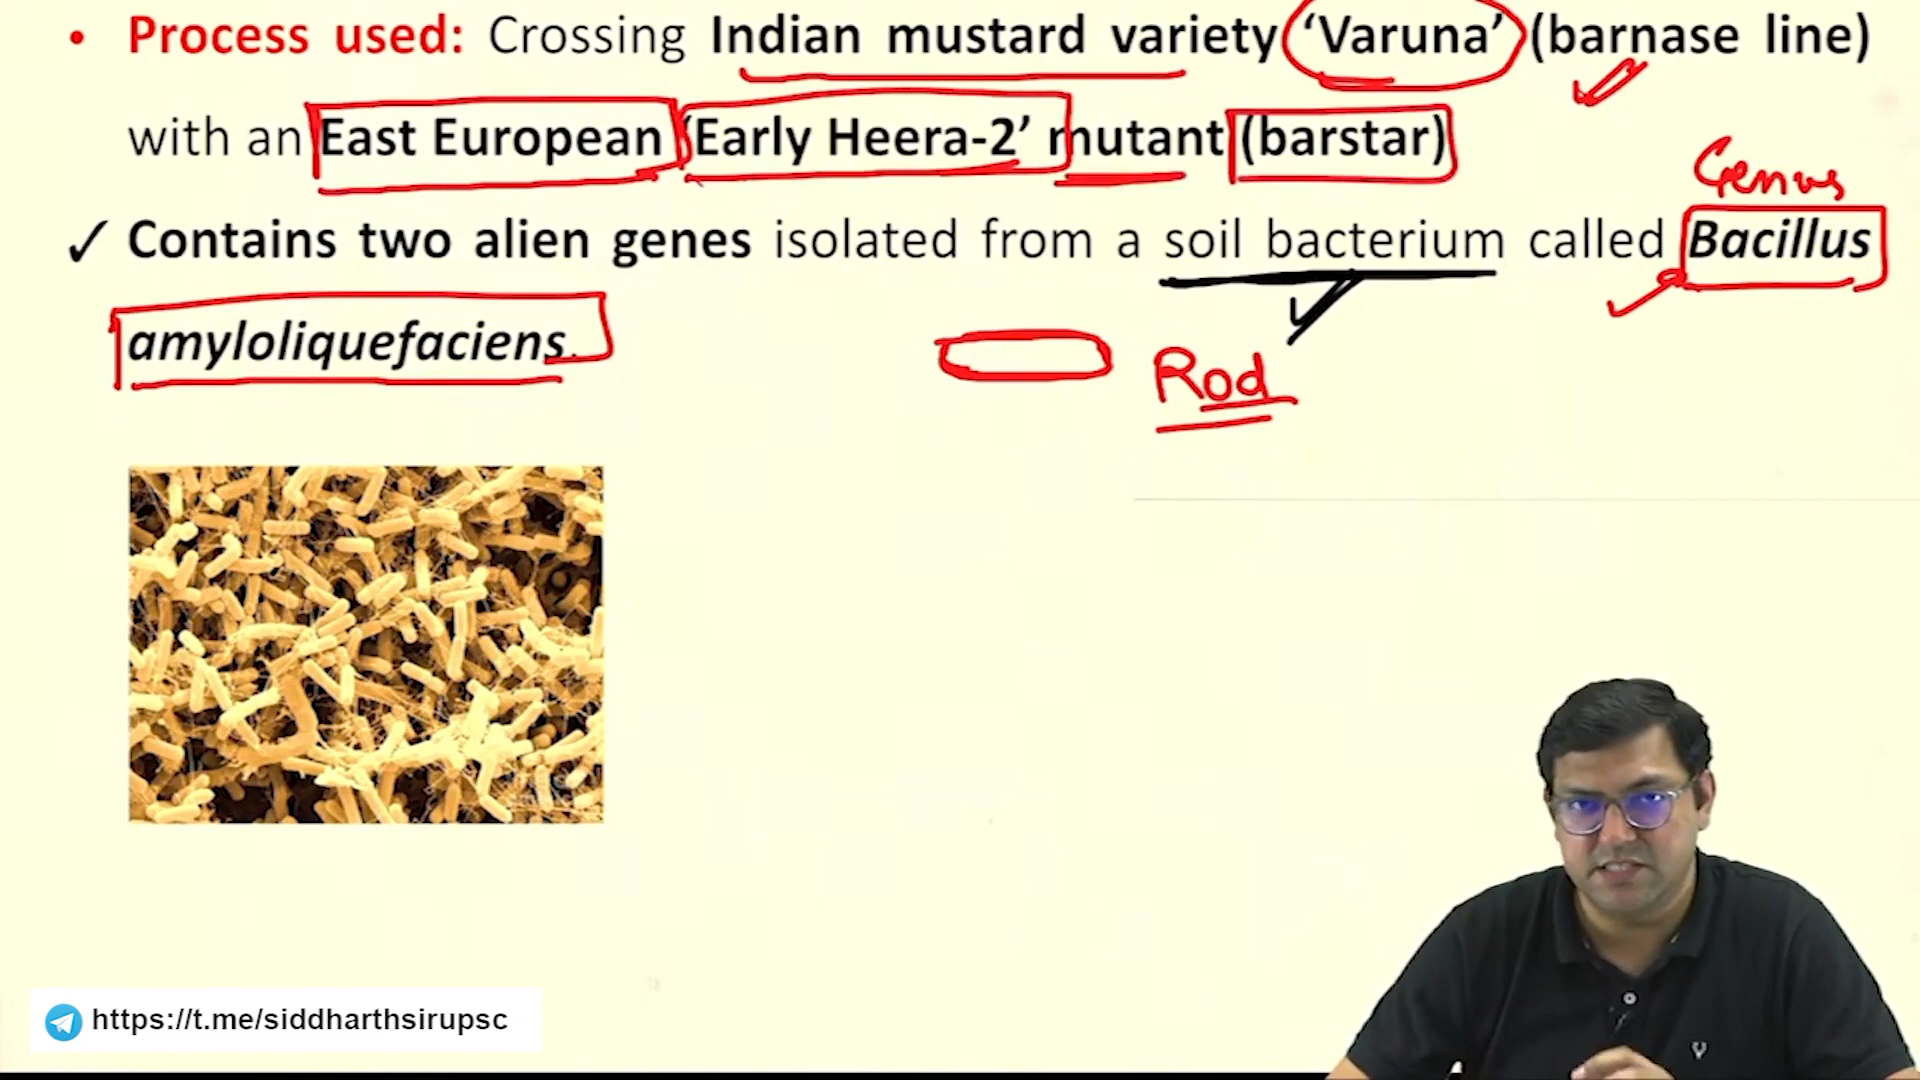 • Process used: Crossing Indian mustard variety ‘Varuna’ (barnase line)
with an East European ‘Early Heera-2’ mutant (barstar)
Genus
✓ Contains two alien genes isolated from a soil bacterium called Bacillus
amyloliquefaciens.
Rod
https://t.me/siddharthsirupsc